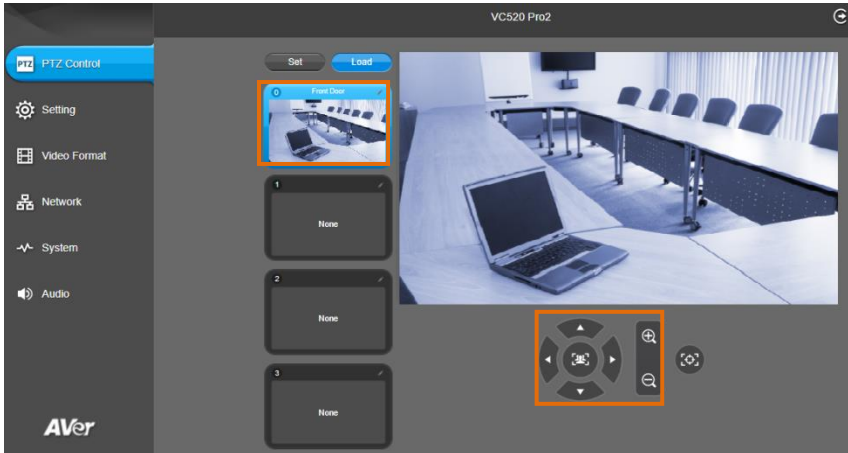 VC520 Pro2
PTZ PTZ Control
Setting
Video Format
Network
System
Audio
AVer
Set Load
0 Front Door
1
None
2
None
3
None